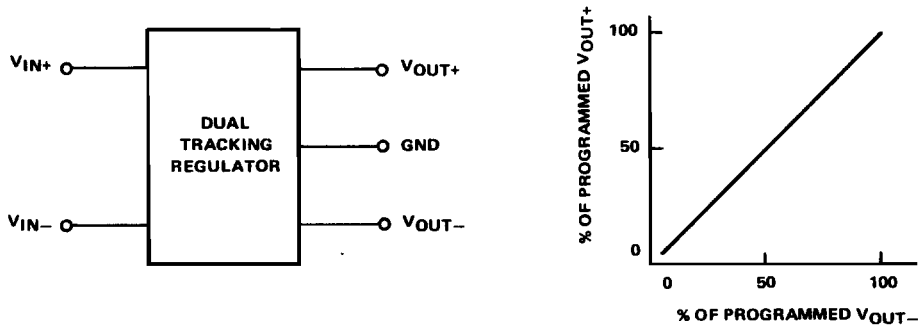 VIN+
VIN−
DUAL
TRACKING
REGULATOR
VOUT+
GND
VOUT−
% OF PROGRAMMED VOUT+
100
50
0
0 50 100
% OF PROGRAMMED VOUT−